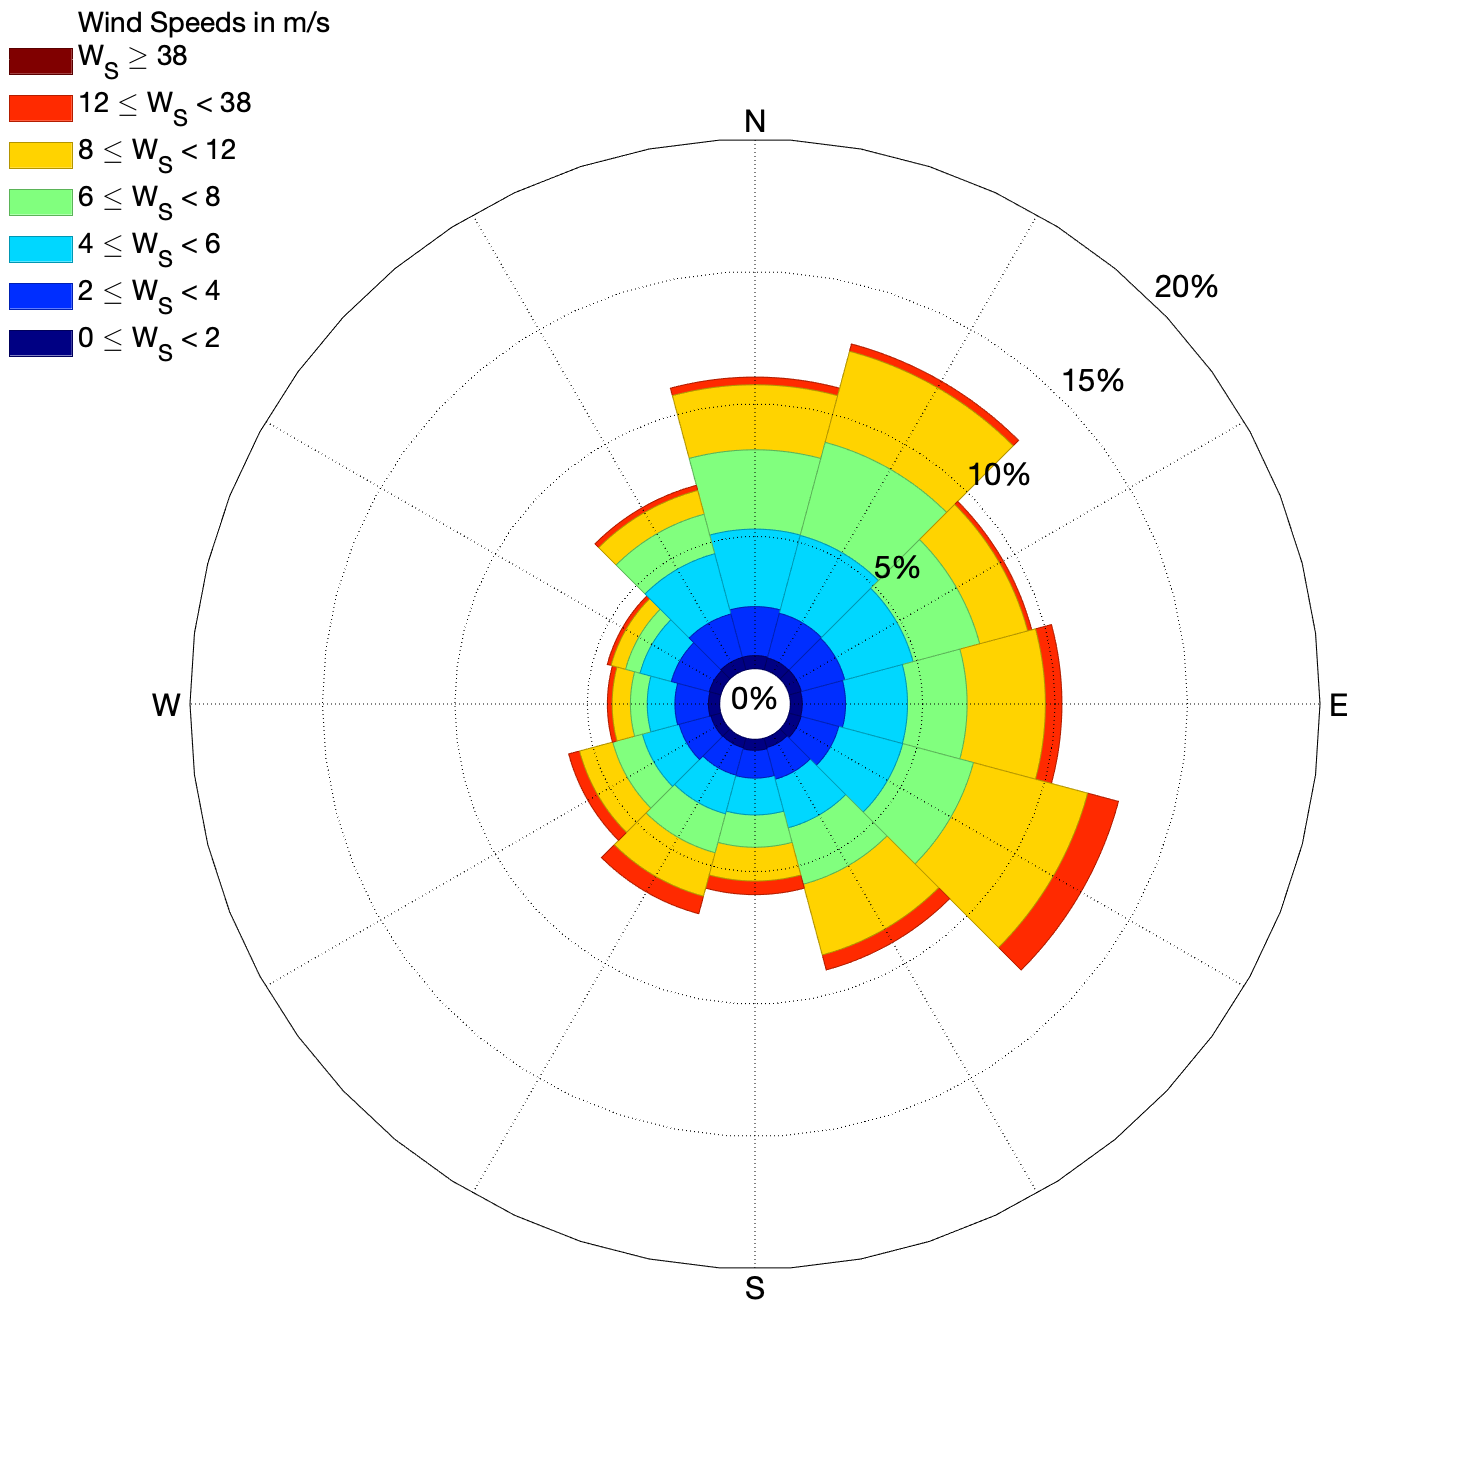 Wind Speeds in m/s
W_S ≥ 38
12 ≤ W_S < 38
8 ≤ W_S < 12
6 ≤ W_S < 8
4 ≤ W_S < 6
2 ≤ W_S < 4
0 ≤ W_S < 2
N
20%
15%
10%
5%
0%
W
E
S